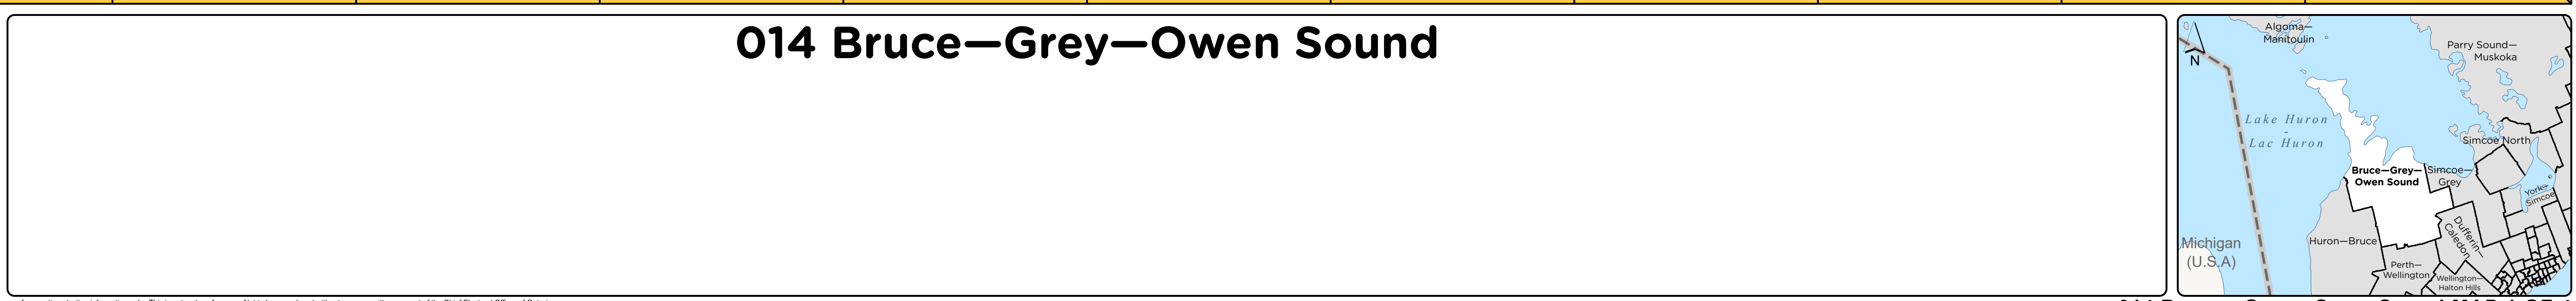 014 Bruce—Grey—Owen Sound
Algoma—
Manitoulin
Parry Sound—
Muskoka
N
Lake Huron
-
Lac Huron
Simcoe North
Bruce—Grey—
Owen Sound
Simcoe—
Grey
York—
Simcoe
Michigan
(U.S.A)
Huron—Bruce
Dufferin—
Caledon
Perth—
Wellington
Wellington—
Halton Hills